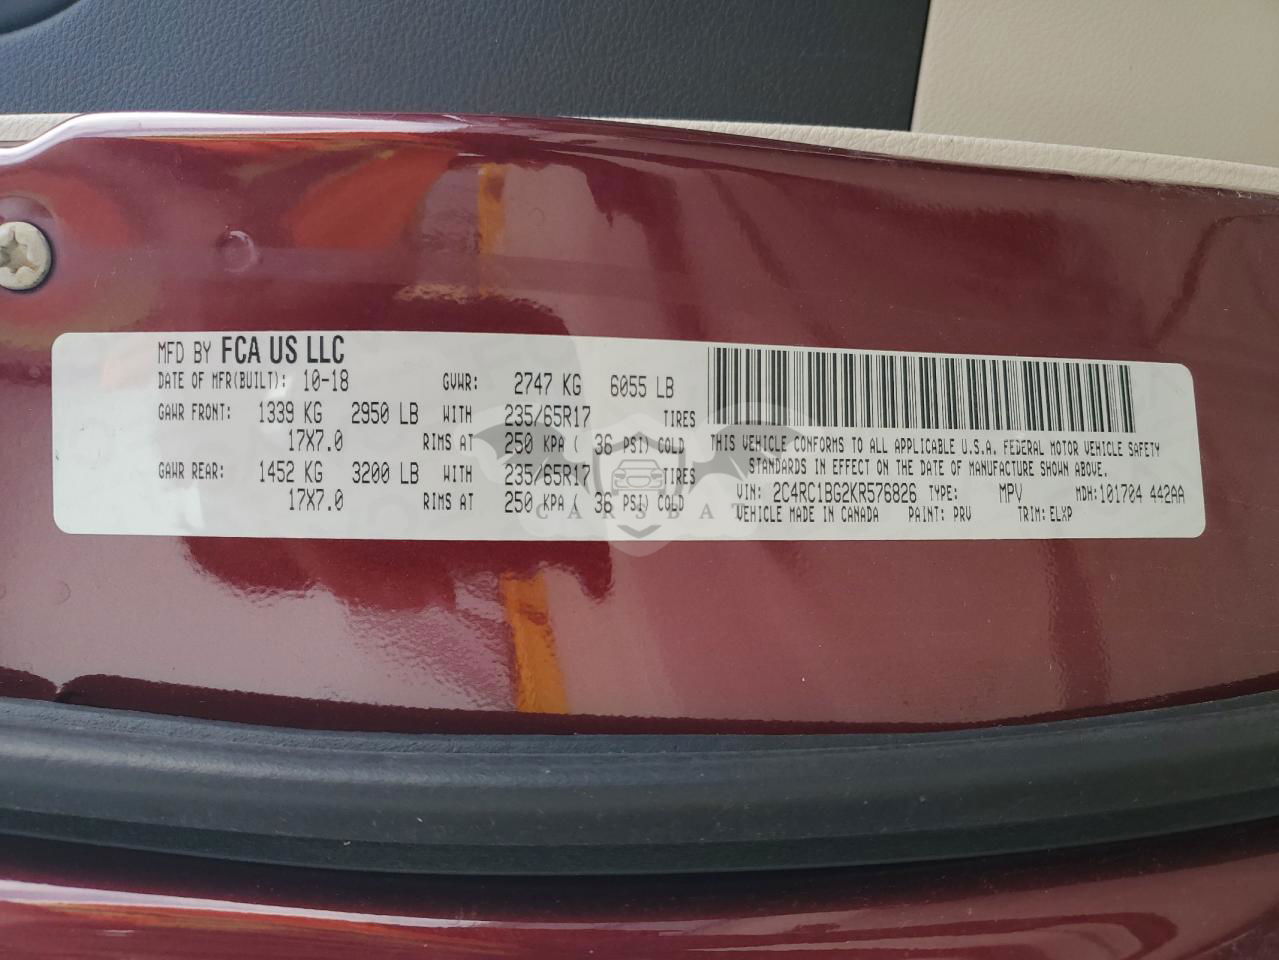 MFD BY FCA US LLC
DATE OF MFR(BUILT): 10-18 GVWR: 2747 KG 6055 LB
GAWR FRONT: 1339 KG 2950 LB WITH 235/65R17 TIRES
17X7.0 RIMS AT 250 KPA ( 36 PSI) COLD
GAWR REAR: 1452 KG 3200 LB WITH 235/65R17 TIRES
17X7.0 RIMS AT 250 KPA ( 36 PSI) COLD
THIS VEHICLE CONFORMS TO ALL APPLICABLE U.S.A. FEDERAL MOTOR VEHICLE SAFETY
STANDARDS IN EFFECT ON THE DATE OF MANUFACTURE SHOWN ABOVE.
VIN: 2C4RC1BG2KR576826 TYPE: MPV MDH:101704 442AA
VEHICLE MADE IN CANADA PAINT: PRV TRIM: ELXP
CARSBAT